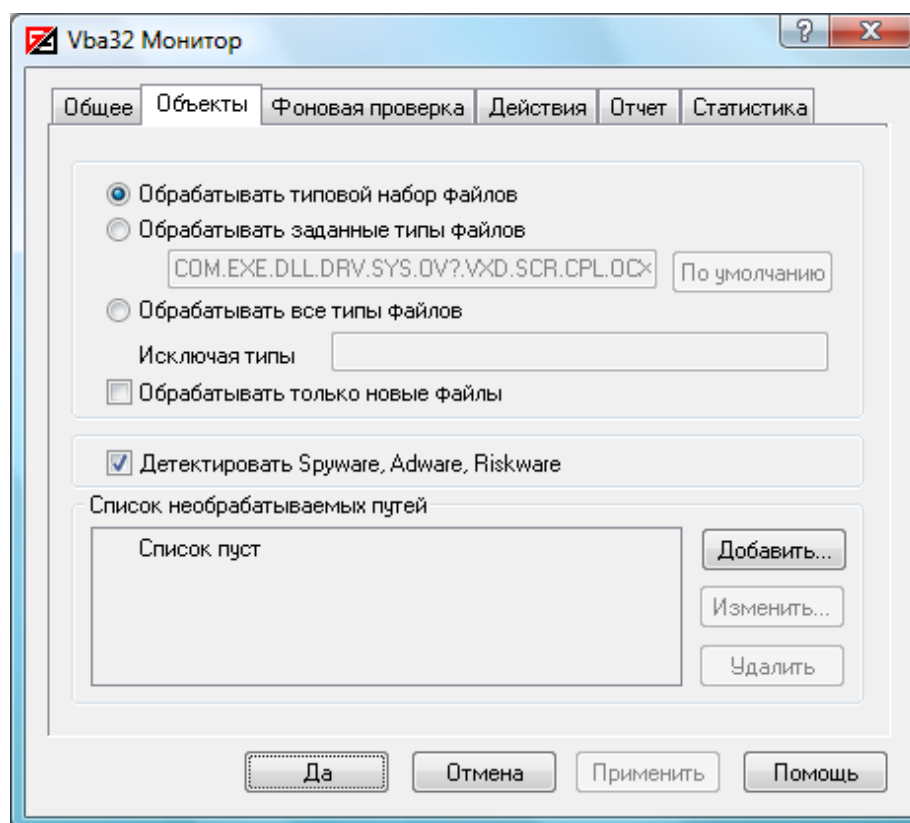 Vba32 Монитор
Общее Объекты Фоновая проверка Действия Отчет Статистика
Обрабатывать типовой набор файлов
Обрабатывать заданные типы файлов
COM.EXE.DLL.DRV.SYS.OV?.VXD.SCR.CPL.OCX По умолчанию
Обрабатывать все типы файлов
Исключая типы
Обрабатывать только новые файлы
Детектировать Spyware, Adware, Riskware
Список необрабатываемых путей
Список пуст Добавить...
Изменить...
Удалить
Да Отмена Применить Помощь